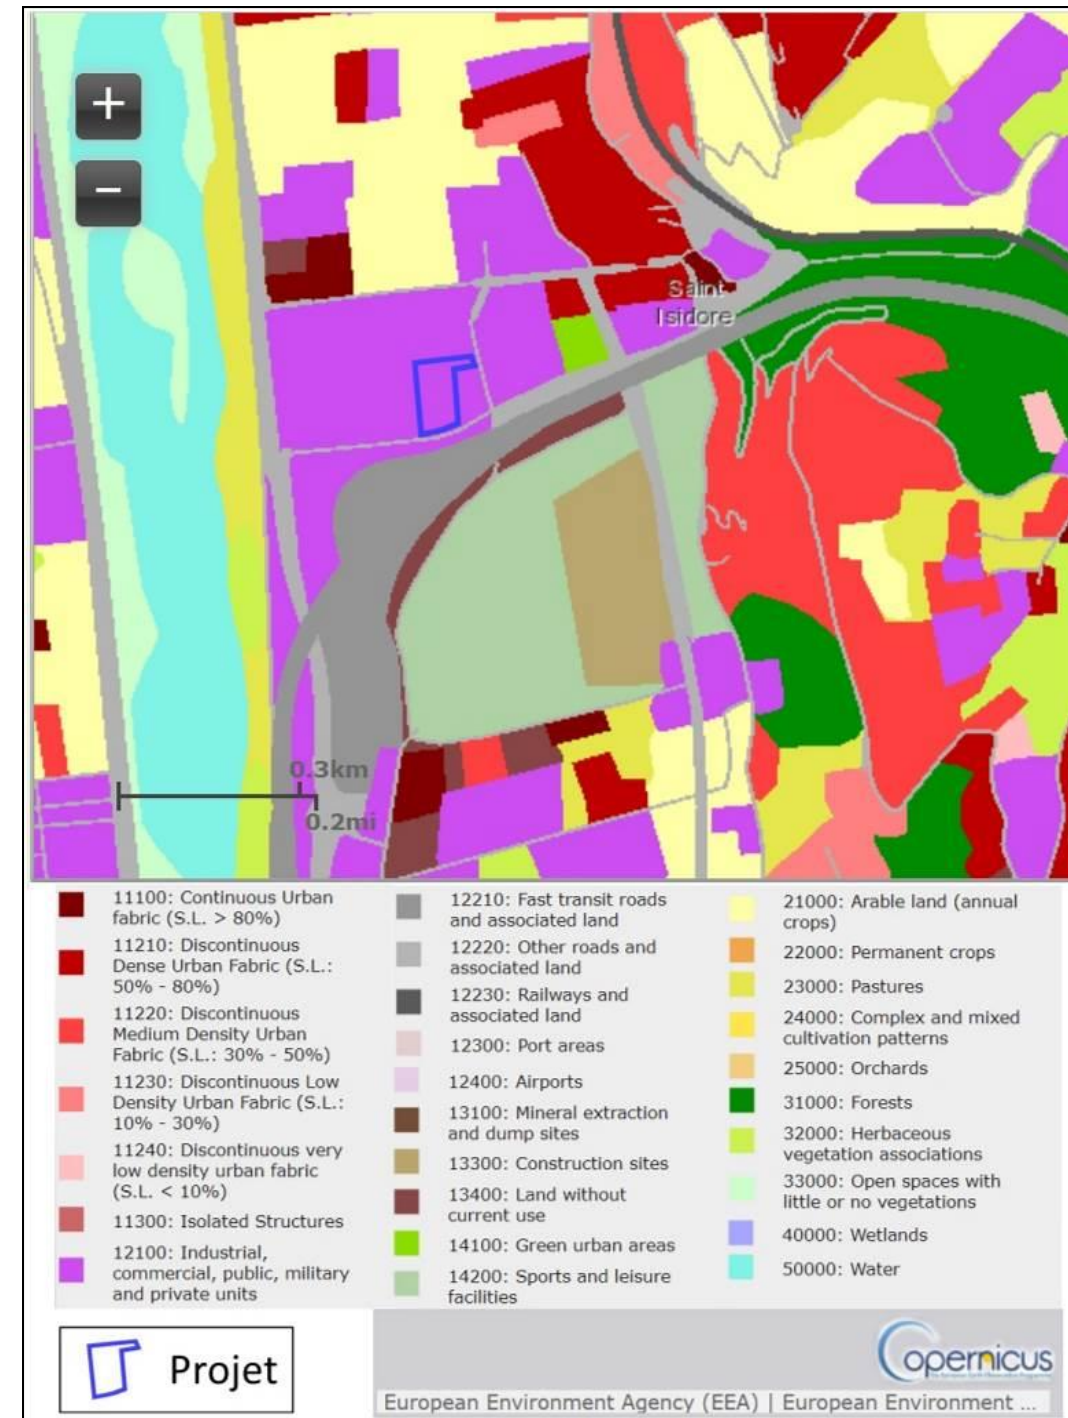 +
−
Saint
Isidore
0.3km
0.2mi
11100: Continuous Urban
fabric (S.L. > 80%)
11210: Discontinuous
Dense Urban Fabric (S.L.:
50% - 80%)
11220: Discontinuous
Medium Density Urban
Fabric (S.L.: 30% - 50%)
11230: Discontinuous Low
Density Urban Fabric (S.L.:
10% - 30%)
11240: Discontinuous very
low density urban fabric
(S.L. < 10%)
11300: Isolated Structures
12100: Industrial,
commercial, public, military
and private units
12210: Fast transit roads
and associated land
12220: Other roads and
associated land
12230: Railways and
associated land
12300: Port areas
12400: Airports
13100: Mineral extraction
and dump sites
13300: Construction sites
13400: Land without
current use
14100: Green urban areas
14200: Sports and leisure
facilities
21000: Arable land (annual
crops)
22000: Permanent crops
23000: Pastures
24000: Complex and mixed
cultivation patterns
25000: Orchards
31000: Forests
32000: Herbaceous
vegetation associations
33000: Open spaces with
little or no vegetations
40000: Wetlands
50000: Water
Projet
Copernicus
European Environment Agency (EEA) | European Environment ...